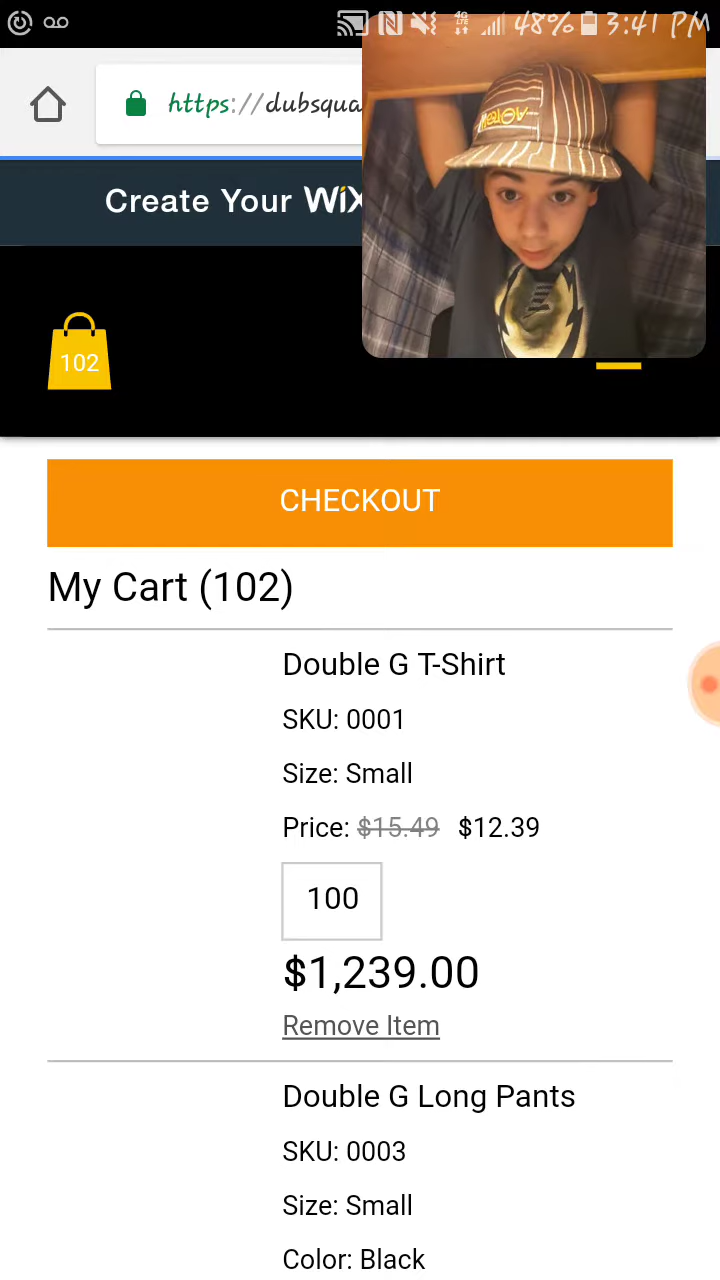 4G LTE 48% 3:41 PM
https://dubsqua
Create Your WiX
102
CHECKOUT
My Cart (102)
Double G T-Shirt
SKU: 0001
Size: Small
Price: $15.49 $12.39
100
$1,239.00
Remove Item
Double G Long Pants
SKU: 0003
Size: Small
Color: Black